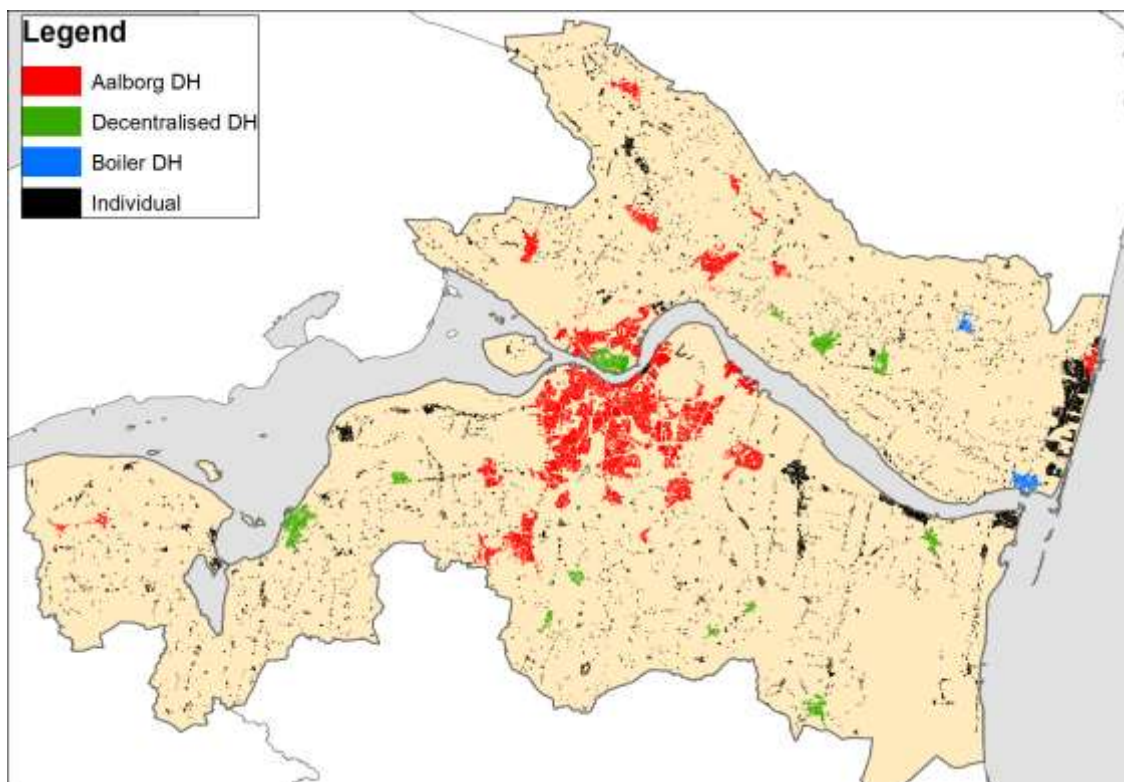 Legend
Aalborg DH
Decentralised DH
Boiler DH
Individual